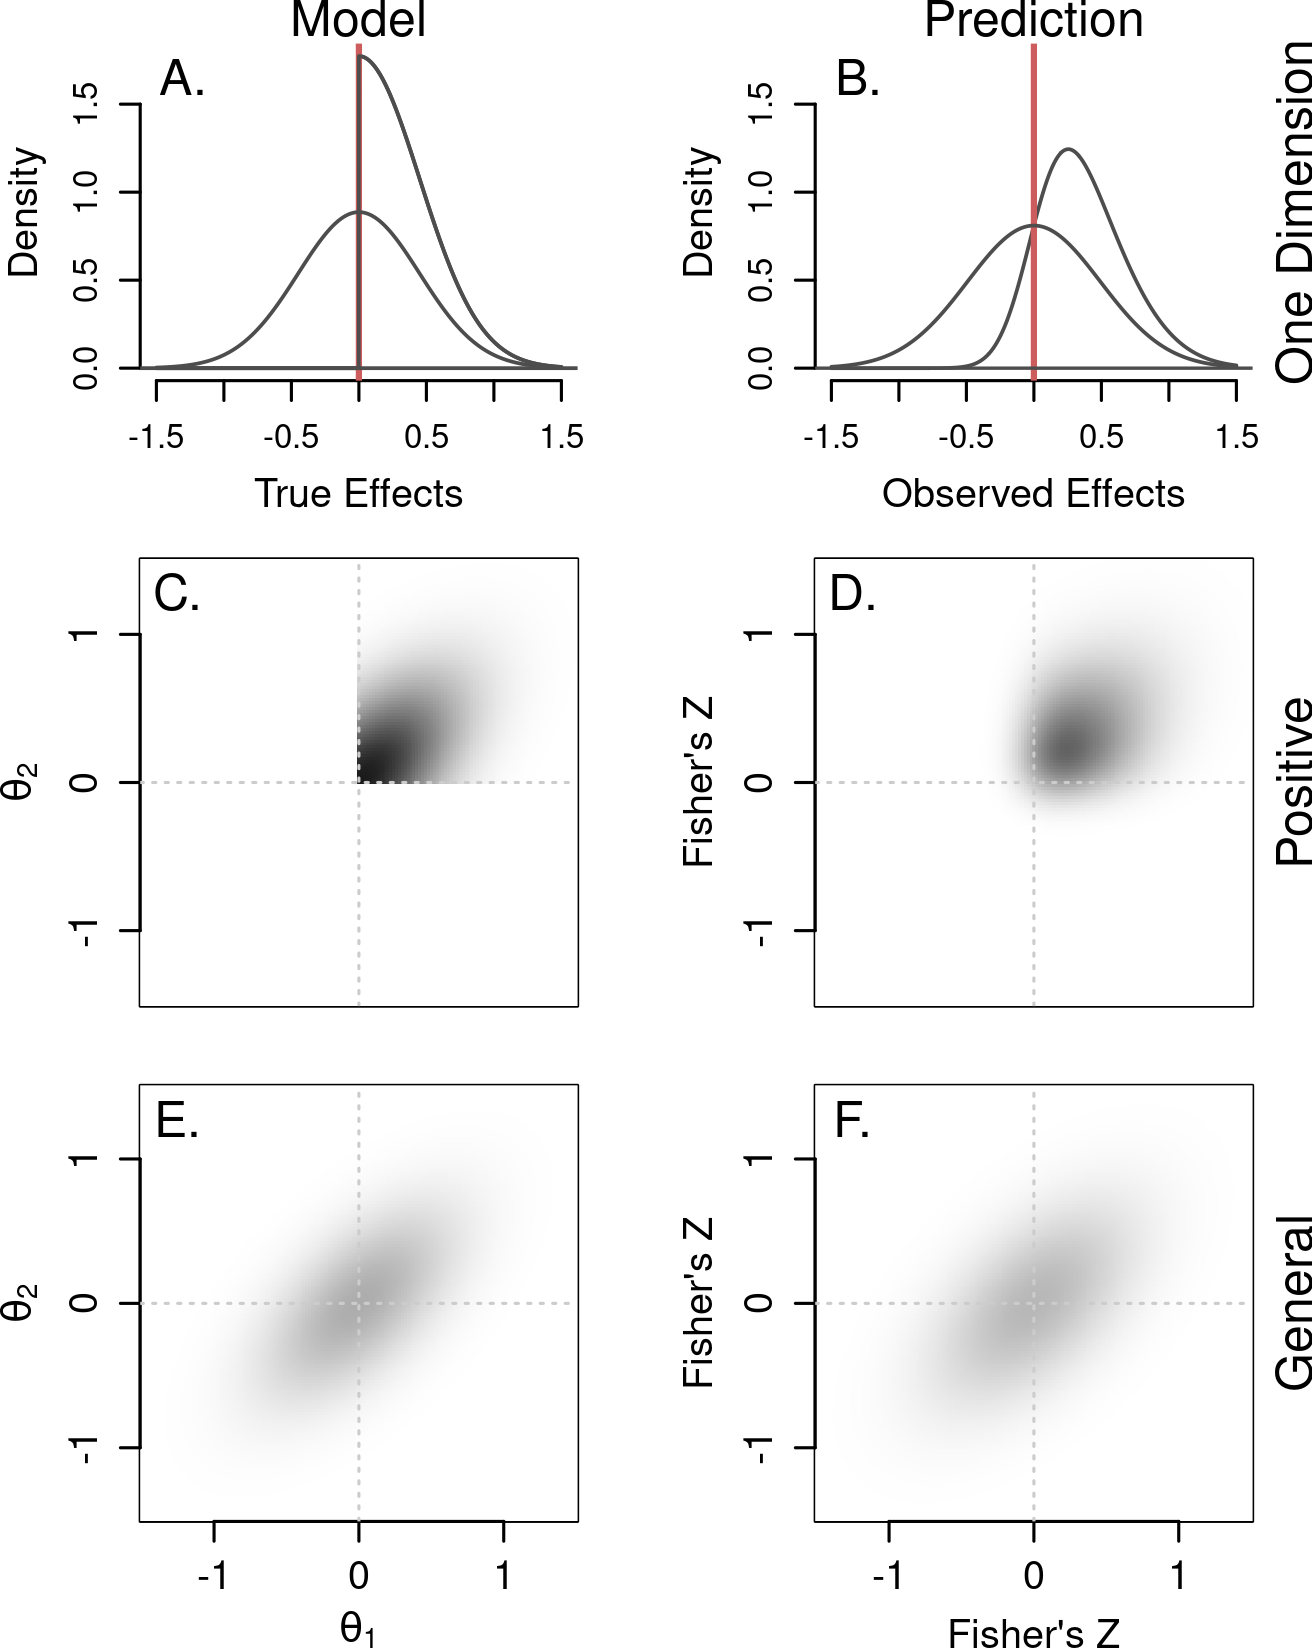 Model
Prediction
A.
Density
0.0
0.5
1.0
1.5
-1.5
-0.5
0.5
1.5
True Effects
B.
Density
0.0
0.5
1.0
1.5
-1.5
-0.5
0.5
1.5
Observed Effects
One Dimension
C.
θ2
-1
0
1
D.
Fisher's Z
-1
0
1
Positive
E.
θ2
-1
0
1
-1
0
1
θ1
F.
Fisher's Z
-1
0
1
-1
0
1
Fisher's Z
General